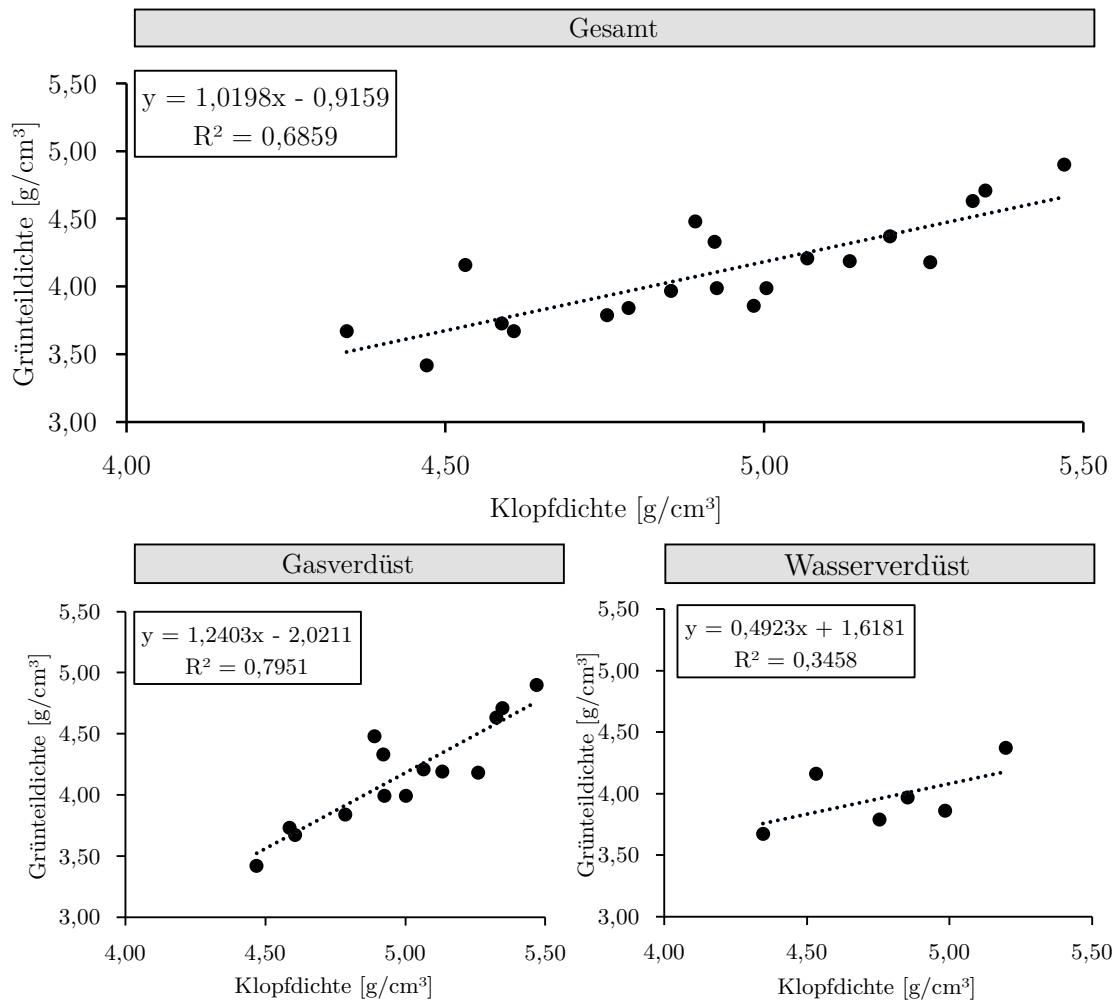 Gesamt
y = 1,0198x - 0,9159
R² = 0,6859
Grünteildichte [g/cm³]
5,50
5,00
4,50
4,00
3,50
3,00
4,00 4,50 5,00 5,50
Klopfdichte [g/cm³]
Gasverdüst
y = 1,2403x - 2,0211
R² = 0,7951
Grünteildichte [g/cm³]
5,50
5,00
4,50
4,00
3,50
3,00
4,00 4,50 5,00 5,50
Klopfdichte [g/cm³]
Wasserverdüst
y = 0,4923x + 1,6181
R² = 0,3458
Grünteildichte [g/cm³]
5,50
5,00
4,50
4,00
3,50
3,00
4,00 4,50 5,00 5,50
Klopfdichte [g/cm³]